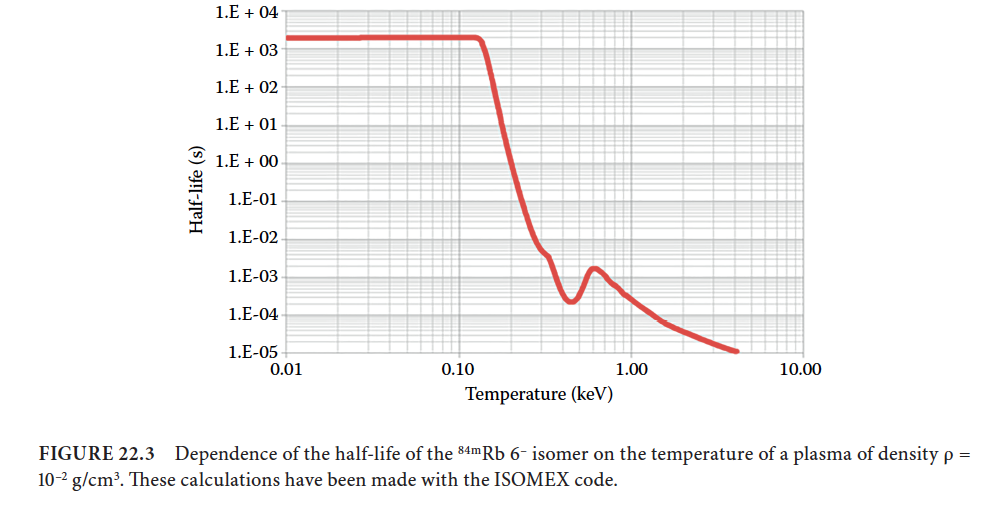 1.E + 04
1.E + 03
1.E + 02
1.E + 01
1.E + 00
1.E-01
1.E-02
1.E-03
1.E-04
1.E-05
Half-life (s)
0.01 0.10 1.00 10.00
Temperature (keV)
FIGURE 22.3 Dependence of the half-life of the ⁸⁴ᵐRb 6⁻ isomer on the temperature of a plasma of density ρ =
10⁻² g/cm³. These calculations have been made with the ISOMEX code.